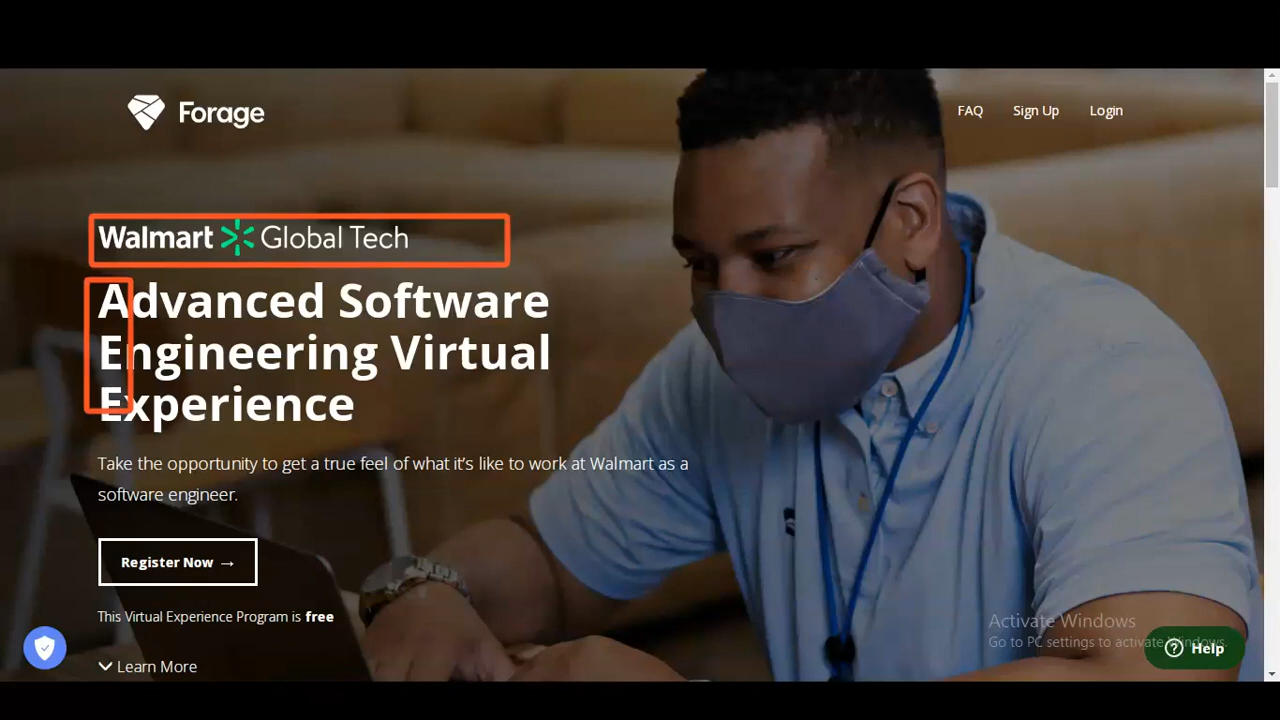 Forage
FAQ Sign Up Login
Walmart Global Tech
Advanced Software
Engineering Virtual
Experience
Take the opportunity to get a true feel of what it's like to work at Walmart as a
software engineer.
Register Now →
This Virtual Experience Program is free
Learn More
Activate Windows
Go to PC settings to activate Windows.
Help